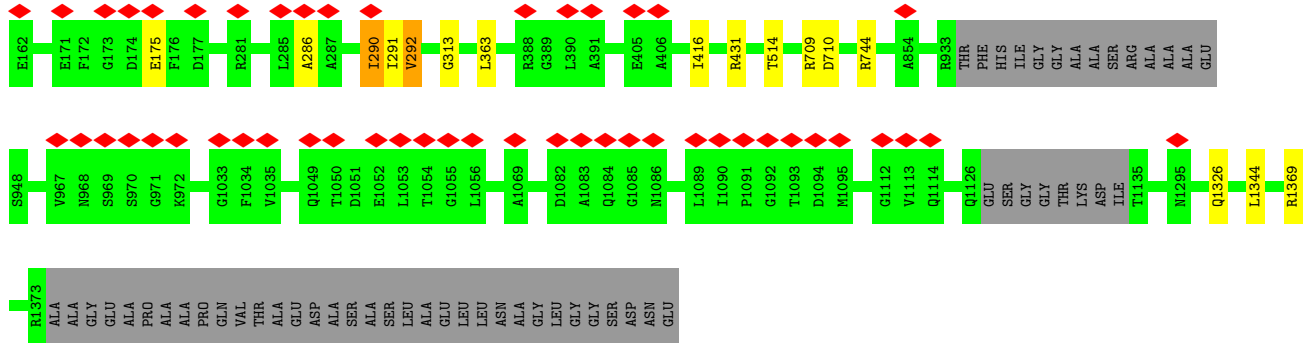 E162 E171 F172 G173 D174 E175 F176 D177 R281 L285 A286 A287 I290 I291 V292 G313 L363 R388 G389 L390 A391 E405 A406 I416 R431 T514 R709 D710 R744 A854 R933 THR PHE HIS ILE GLY GLY ALA ALA SER ARG ALA ALA ALA GLU
S948 V967 N968 S969 S970 G971 K972 G1033 F1034 V1035 Q1049 T1050 D1051 E1052 L1053 T1054 G1055 L1056 A1069 D1082 A1083 Q1084 G1085 N1086 L1089 I1090 P1091 G1092 T1093 D1094 M1095 G1112 V1113 Q1114 Q1126 GLU SER GLY GLY THR LYS ASP ILE T1135 N1295 Q1326 L1344 R1369
R1373 ALA ALA GLY GLU ALA PRO ALA ALA PRO GLN VAL THR ALA GLU ASP ALA SER ALA SER LEU ALA GLU LEU LEU ASN ALA GLY LEU GLY GLY SER ASP ASN GLU